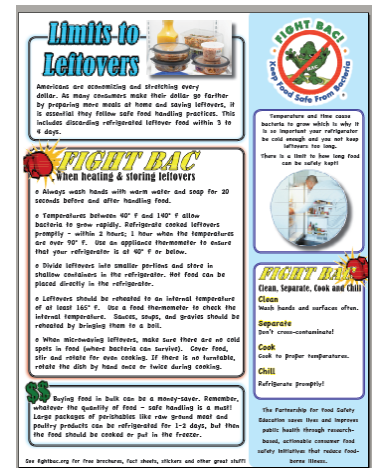 Limits to
Leftovers
Americans are economizing and stretching every
dollar. As many consumers make their dollar go farther
by preparing more meals at home and saving leftovers, it
is essential they follow safe food handling practices. This
includes discarding refrigerated leftover food within 3 to
4 days.
FIGHT BAC
When heating & storing leftovers
o Always wash hands with warm water and soap for 20
seconds before and after handling food.
o Temperatures between 40° F and 140° F allow
bacteria to grow rapidly. Refrigerate cooked leftovers
promptly – within 2 hours; 1 hour when the temperatures
are over 90° F. Use an appliance thermometer to ensure
that your refrigerator is at 40° F or below.
o Divide leftovers into smaller portions and store in
shallow containers in the refrigerator. Hot food can be
placed directly in the refrigerator.
o Leftovers should be reheated to an internal temperature
of at least 165° F. Use a food thermometer to check the
internal temperature. Sauces, soups, and gravies should be
reheated by bringing them to a boil.
o When microwaving leftovers, make sure there are no cold
spots in food (where bacteria can survive). Cover food,
stir and rotate for even cooking. If there is no turntable,
rotate the dish by hand once or twice during cooking.
$$ Buying food in bulk can be a money-saver. Remember,
whatever the quantity of food – safe handling is a must!
Large packages of perishables like raw ground meat and
poultry products can be refrigerated for 1-2 days, but then
the food should be cooked or put in the freezer.
See fightbac.org for free brochures, fact sheets, stickers and other great stuff!
FIGHT BAC!
BAC
Keep Food Safe From Bacteria
Temperature and time cause
bacteria to grow which is why it
is so important your refrigerator
be cold enough and you not keep
leftovers too long.
There is a limit to how long food
can be safely kept!
FIGHT BAC
Clean, Separate, Cook and Chill
Clean
Wash hands and surfaces often.
Separate
Don't cross-contaminate!
Cook
Cook to proper temperatures.
Chill
Refrigerate promptly!
The Partnership for Food Safety
Education saves lives and improves
public health through research-
based, actionable consumer food
safety initiatives that reduce food-
borne illness.